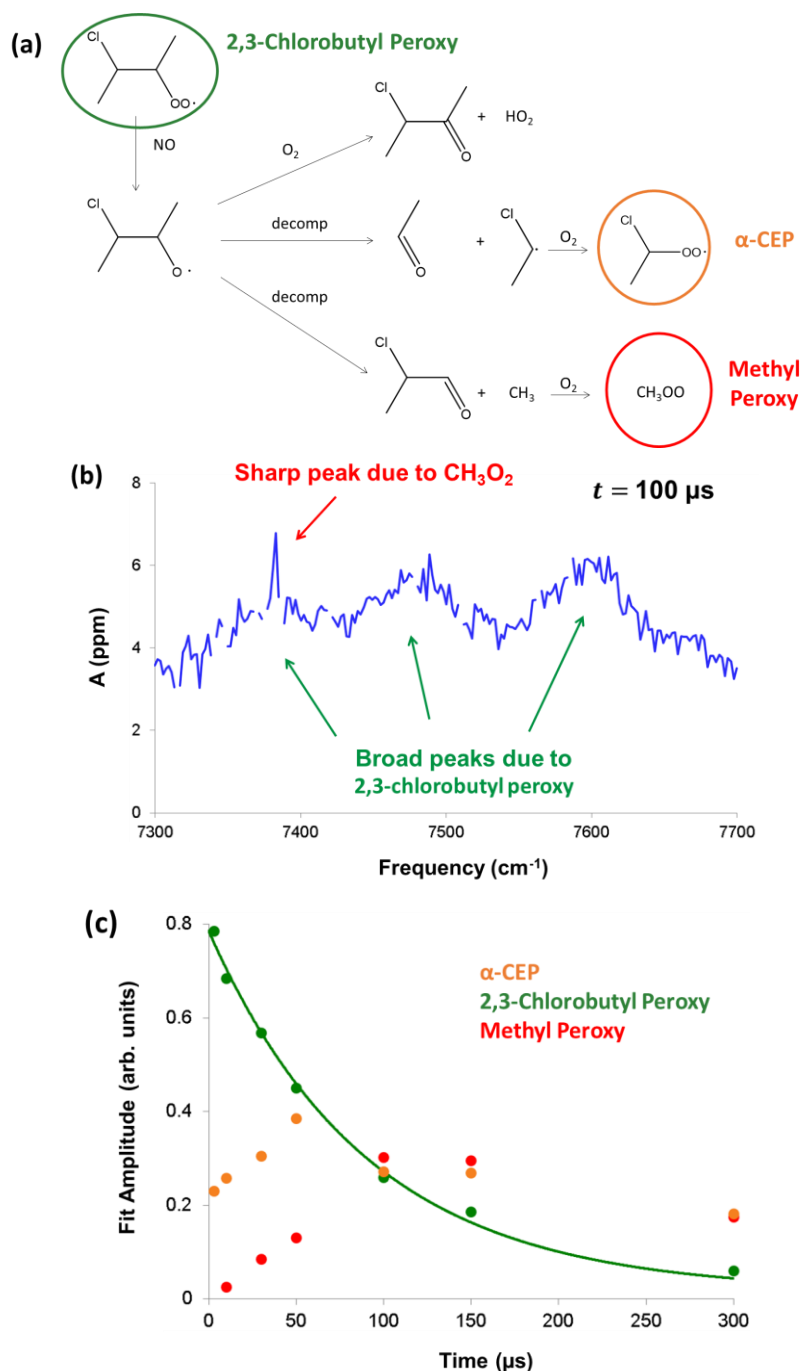 (a)
2,3-Chlorobutyl Peroxy
Cl
OO·
NO
Cl
O
+ HO₂
O₂
Cl
O·
decomp
O
+
Cl
·
O₂
Cl
OO·
α-CEP
decomp
Cl
O
+ CH₃
O₂
CH₃OO
Methyl
Peroxy
(b)
Sharp peak due to CH₃O₂
t = 100 µs
8
6
4
2
0
A (ppm)
Broad peaks due to
2,3-chlorobutyl peroxy
7300 7400 7500 7600 7700
Frequency (cm⁻¹)
(c)
0.8
0.6
0.4
0.2
0
Fit Amplitude (arb. units)
α-CEP
2,3-Chlorobutyl Peroxy
Methyl Peroxy
0 50 100 150 200 250 300
Time (µs)